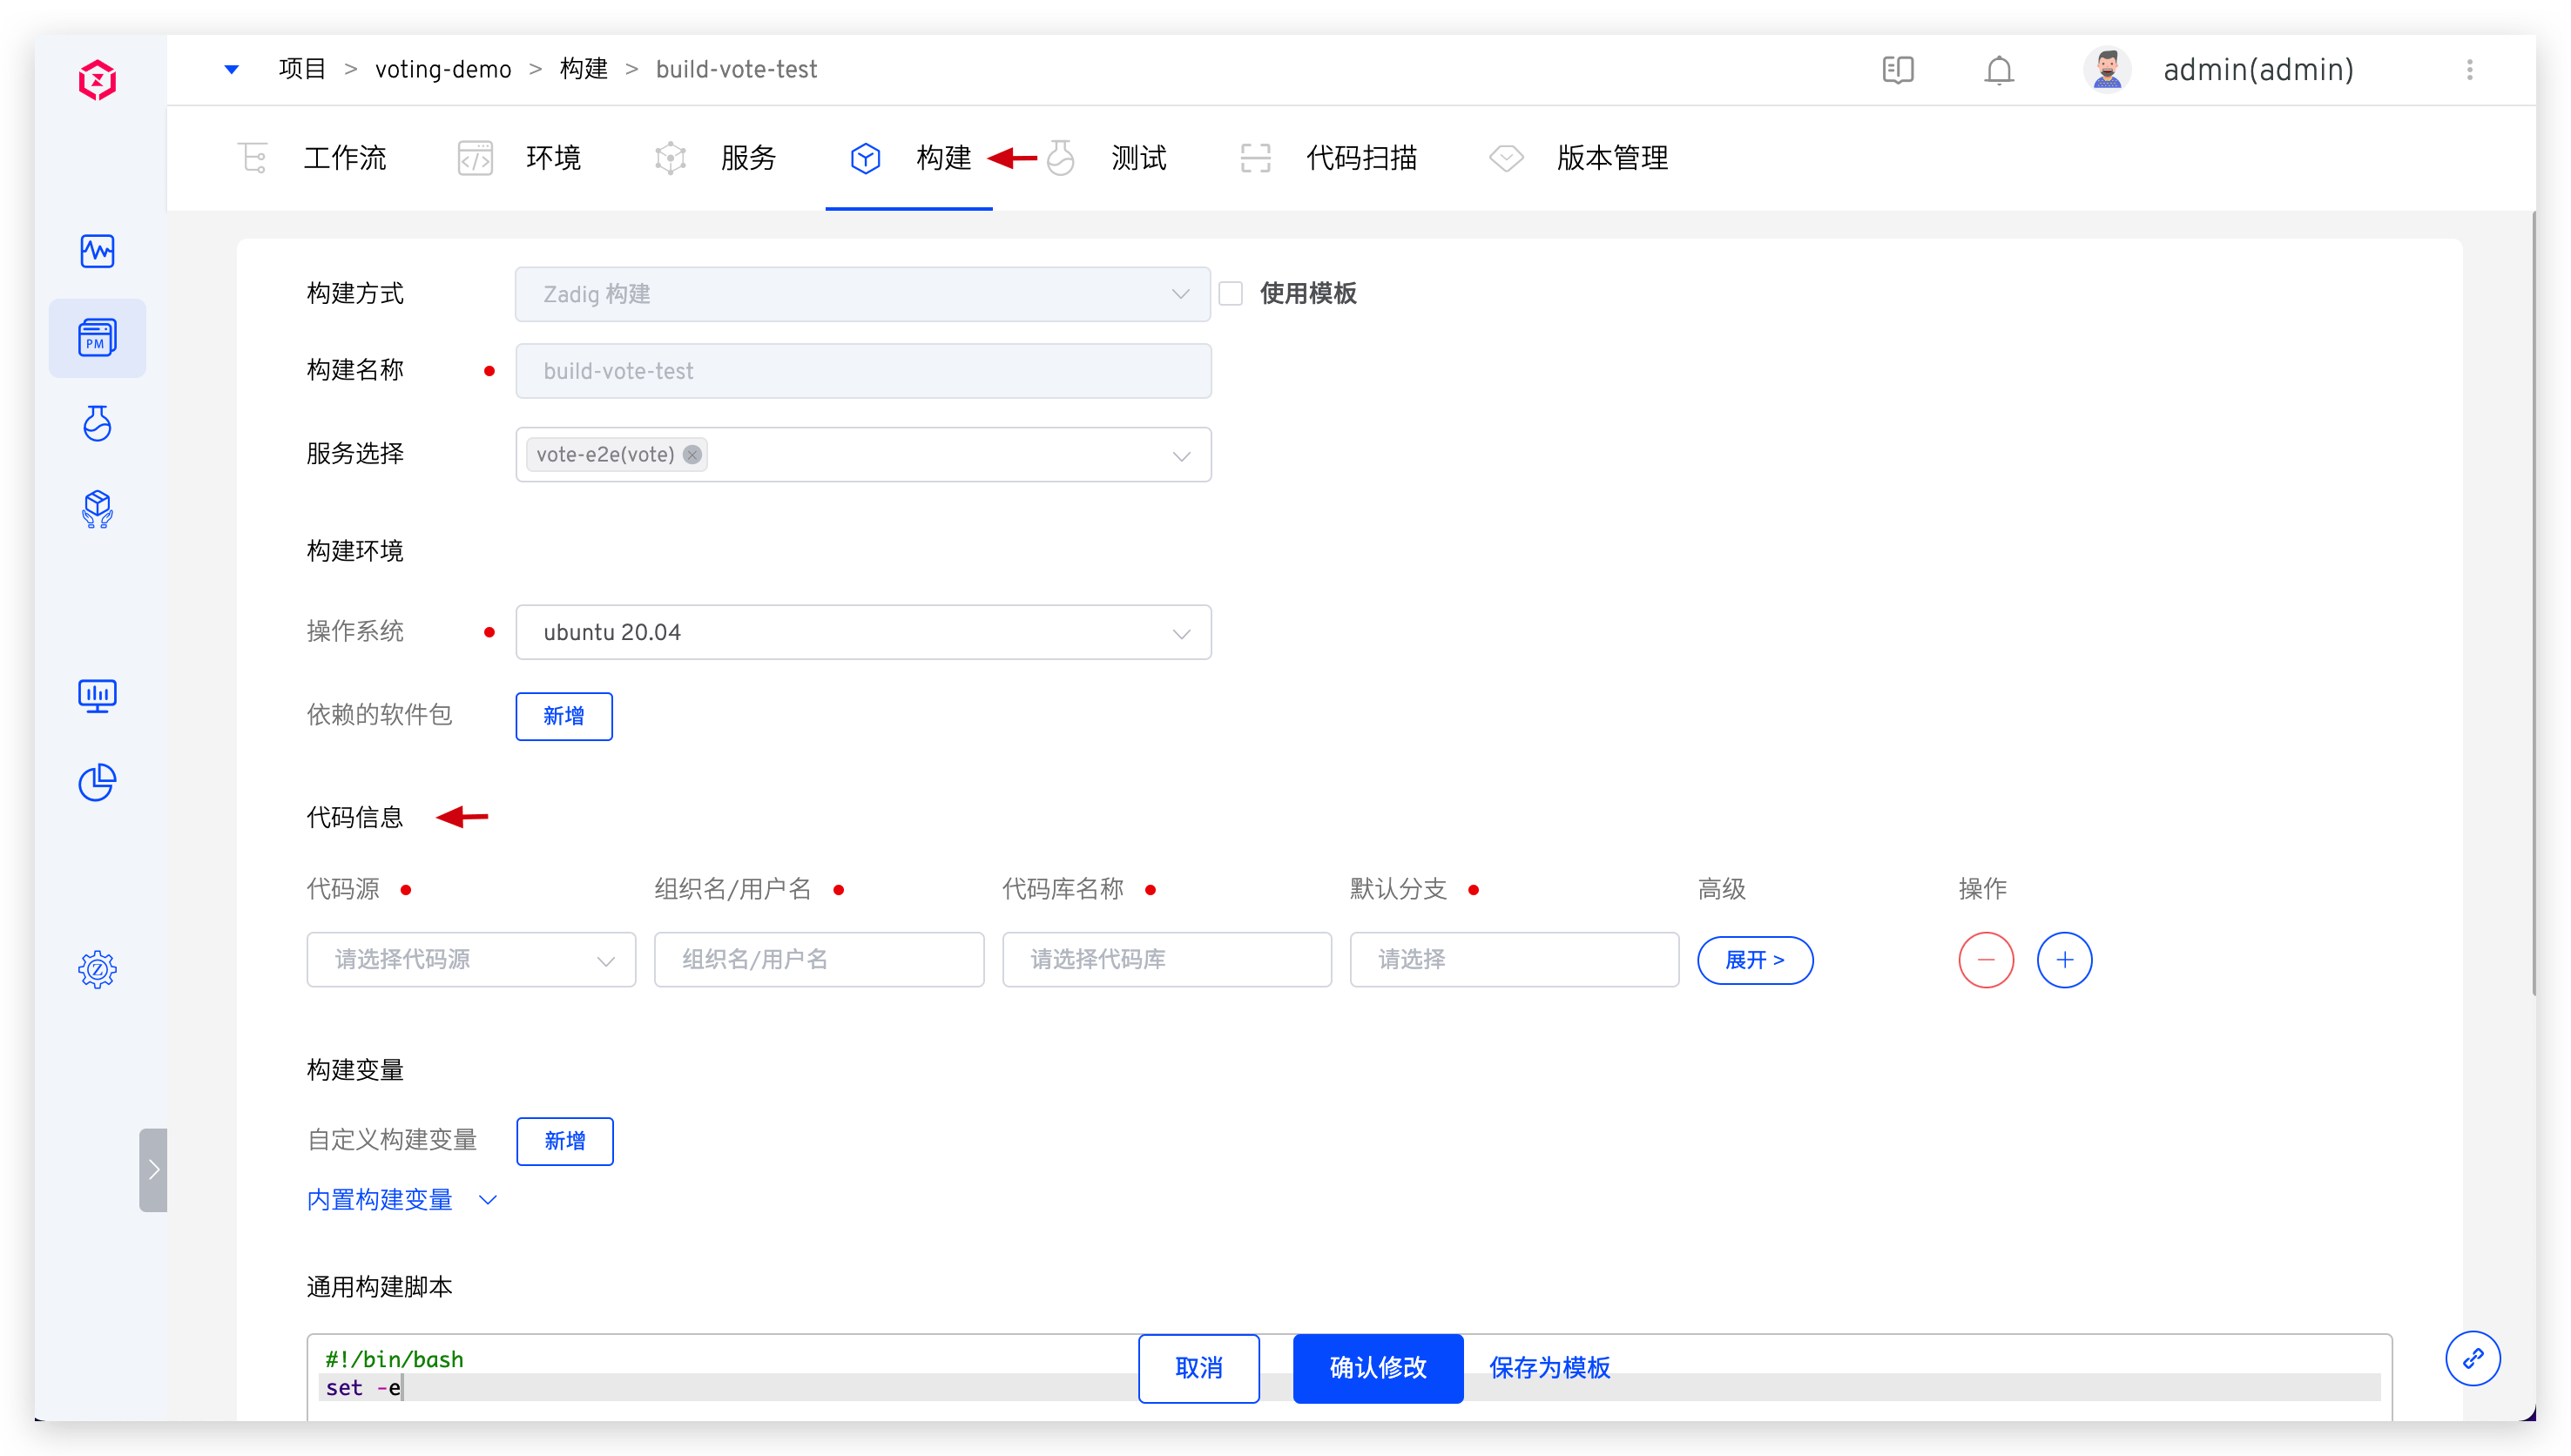 项目 > voting-demo > 构建 > build-vote-test
admin(admin)
工作流 环境 服务 构建 测试 代码扫描 版本管理
PM
构建方式 Zadig 构建 使用模板
构建名称 build-vote-test
服务选择 vote-e2e(vote)
构建环境
操作系统 ubuntu 20.04
依赖的软件包 新增
代码信息
代码源 组织名/用户名 代码库名称 默认分支 高级 操作
请选择代码源 组织名/用户名 请选择代码库 请选择 展开 >
构建变量
自定义构建变量 新增
内置构建变量
通用构建脚本
#!/bin/bash
set -e
取消 确认修改 保存为模板